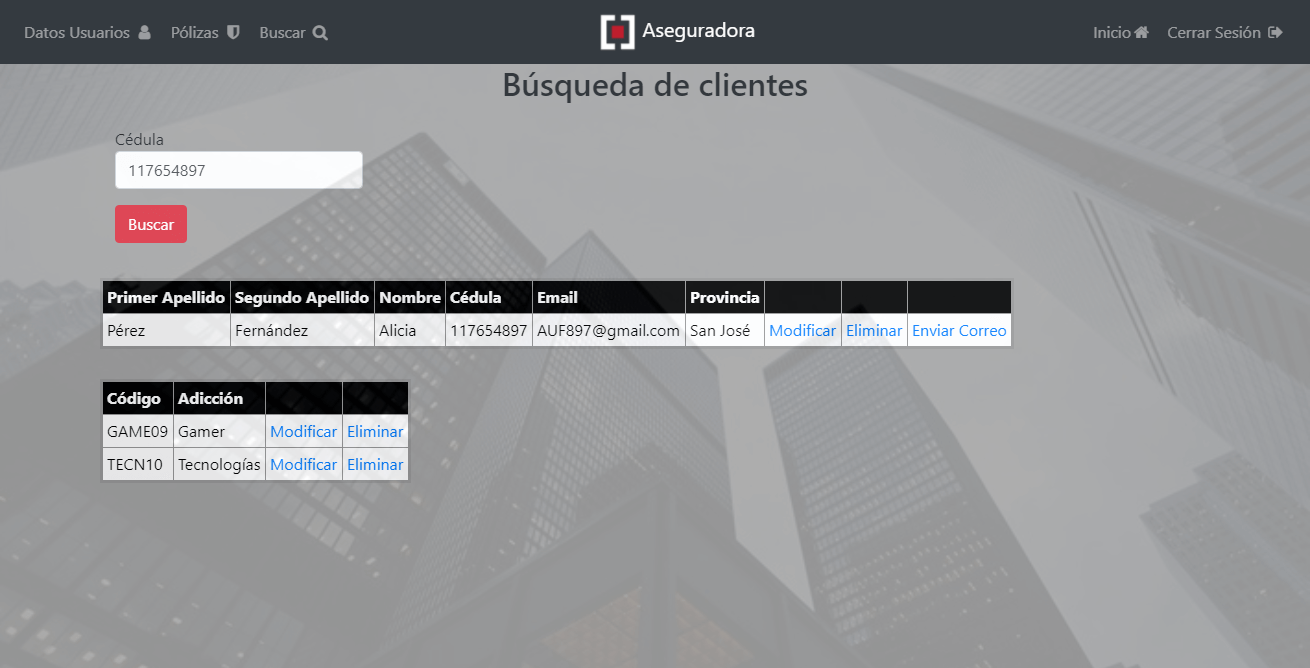 Datos Usuarios Pólizas Buscar Aseguradora Inicio Cerrar Sesión
Búsqueda de clientes
Cédula
117654897
Buscar
Primer Apellido Segundo Apellido Nombre Cédula Email Provincia
Pérez Fernández Alicia 117654897 AUF897@gmail.com San José Modificar Eliminar Enviar Correo
Código Adicción
GAME09 Gamer Modificar Eliminar
TECN10 Tecnologías Modificar Eliminar